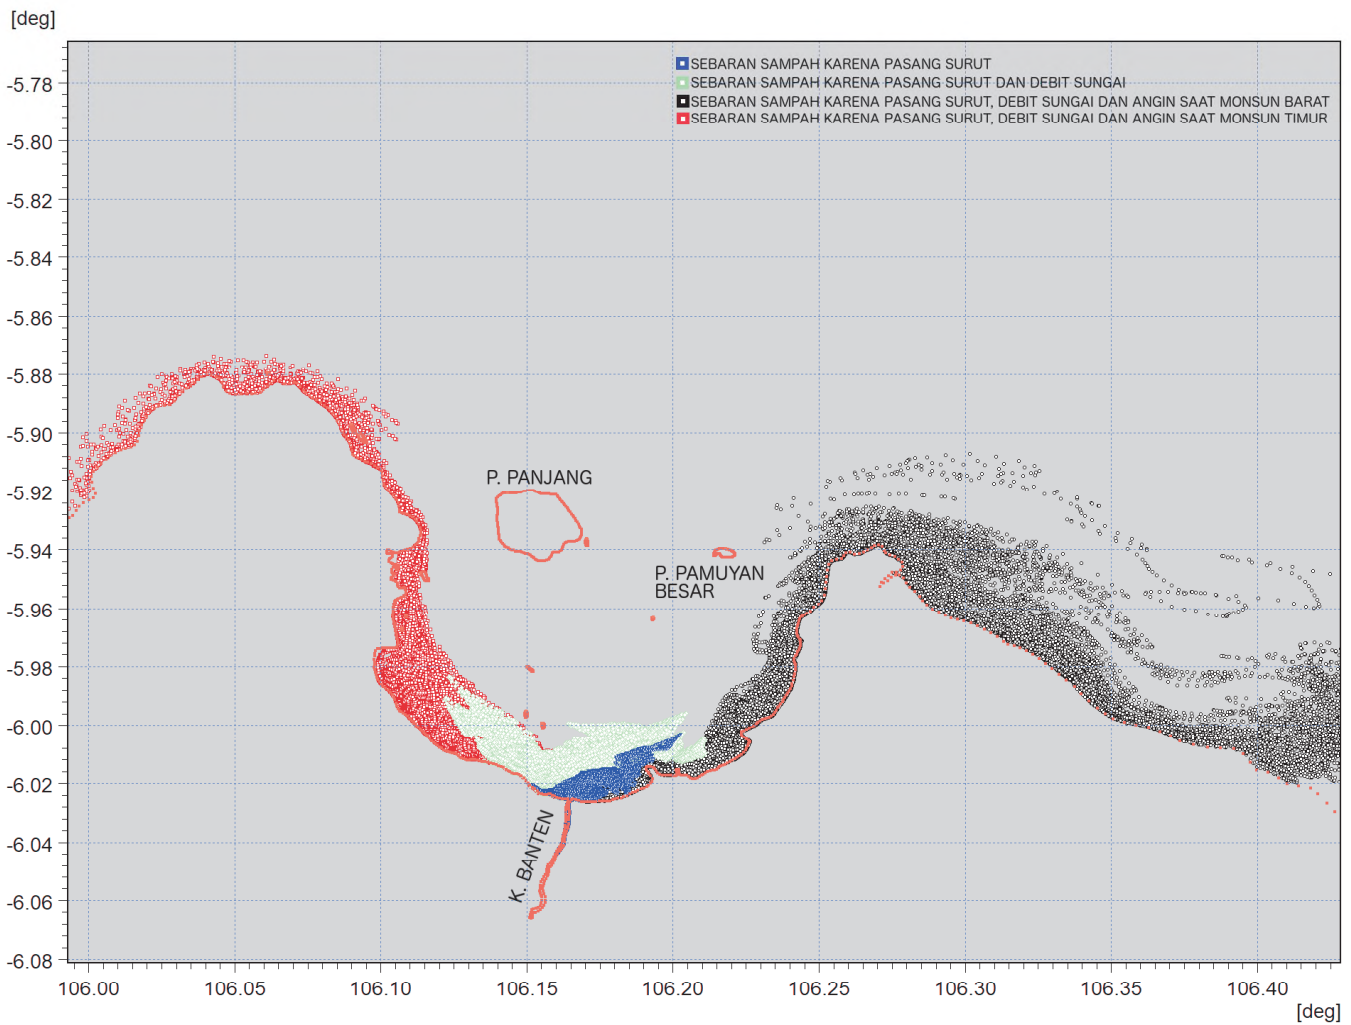 [deg]
SEBARAN SAMPAH KARENA PASANG SURUT
SEBARAN SAMPAH KARENA PASANG SURUT DAN DEBIT SUNGAI
SEBARAN SAMPAH KARENA PASANG SURUT, DEBIT SUNGAI DAN ANGIN SAAT MONSUN BARAT
SEBARAN SAMPAH KARENA PASANG SURUT, DEBIT SUNGAI DAN ANGIN SAAT MONSUN TIMUR
-5.78
-5.80
-5.82
-5.84
-5.86
-5.88
-5.90
-5.92
-5.94
-5.96
-5.98
-6.00
-6.02
-6.04
-6.06
-6.08
P. PANJANG
P. PAMUYAN
BESAR
K. BANTEN
106.00 106.05 106.10 106.15 106.20 106.25 106.30 106.35 106.40
[deg]